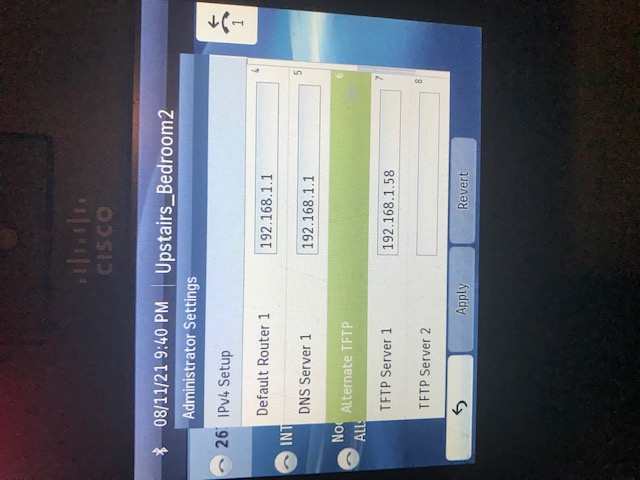 CISCO
08/11/21 9:40 PM Upstairs_Bedroom2
Administrator Settings
26
IPv4 Setup
1
Default Router 1 192.168.1.1 4
INT
DNS Server 1 192.168.1.1 5
Alternate TFTP 6
TFTP Server 1 192.168.1.58 7
TFTP Server 2 8
Apply Revert